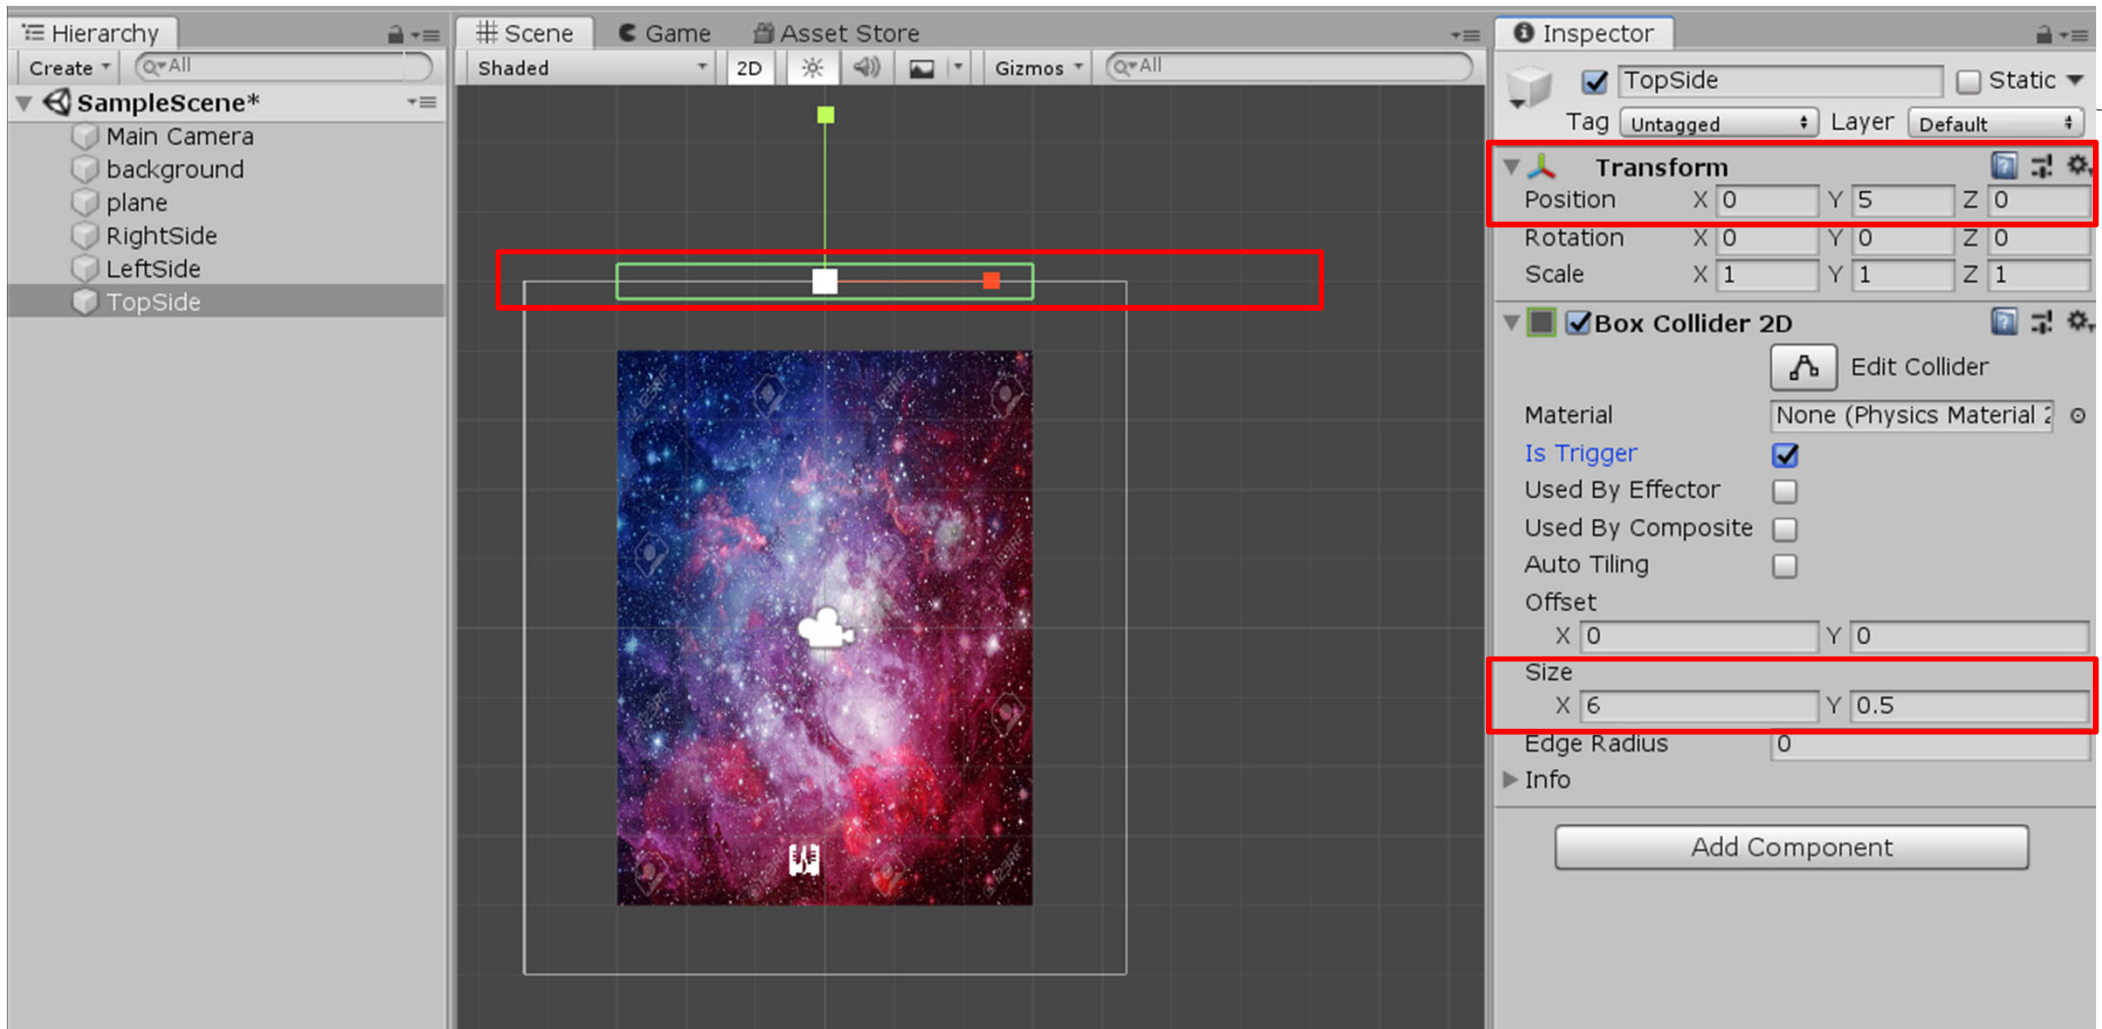 Hierarchy
Create
All
SampleScene*
Main Camera
background
plane
RightSide
LeftSide
TopSide
Scene Game Asset Store
Shaded 2D Gizmos All
123RF
Inspector
TopSide Static
Tag Untagged Layer Default
Transform
Position X 0 Y 5 Z 0
Rotation X 0 Y 0 Z 0
Scale X 1 Y 1 Z 1
Box Collider 2D
Edit Collider
Material None (Physics Material 2
Is Trigger
Used By Effector
Used By Composite
Auto Tiling
Offset
X 0 Y 0
Size
X 6 Y 0.5
Edge Radius 0
Info
Add Component